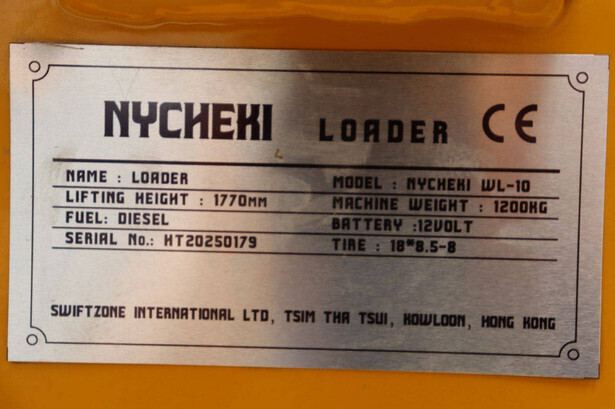 NYCHEKI LOADER CE
NAME : LOADER MODEL : NYCHEKI WL-10
LIFTING HEIGHT : 1770MM MACHINE WEIGHT : 1200KG
FUEL: DIESEL BATTERY :12VOLT
SERIAL No.: HT20250179 TIRE : 18*8.5-8
SWIFTZONE INTERNATIONAL LTD, TSIM THA TSUI, KOWLOON, HONG KONG